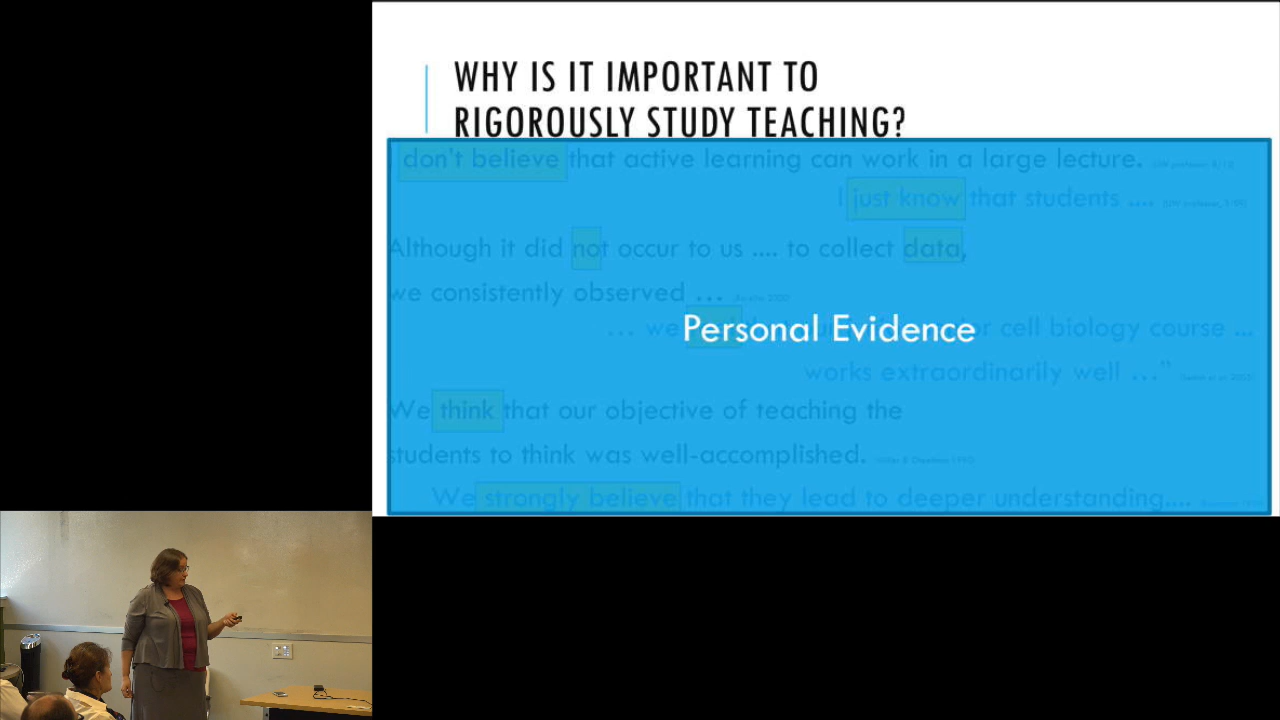 WHY IS IT IMPORTANT TO
RIGOROUSLY STUDY TEACHING?
don't believe that active learning can work in a large lecture.
I just know that students ....
Although it did not occur to us .... to collect data,
we consistently observed ...
... we cell biology course ...
Personal Evidence
works extraordinarily well ..."
We think that our objective of teaching the
students to think was well-accomplished.
We strongly believe that they lead to deeper understanding....